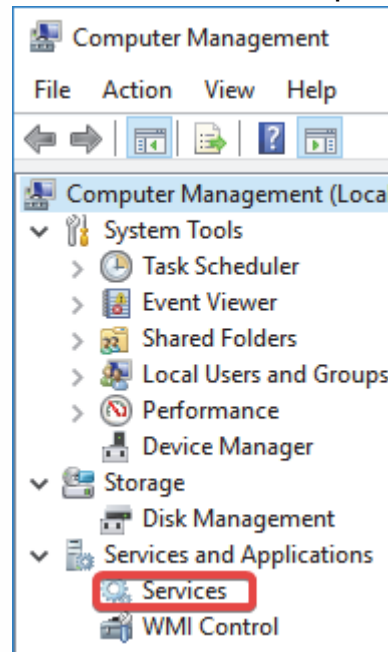 Computer Management
File Action View Help
Computer Management (Loca
System Tools
Task Scheduler
Event Viewer
Shared Folders
Local Users and Groups
Performance
Device Manager
Storage
Disk Management
Services and Applications
Services
WMI Control